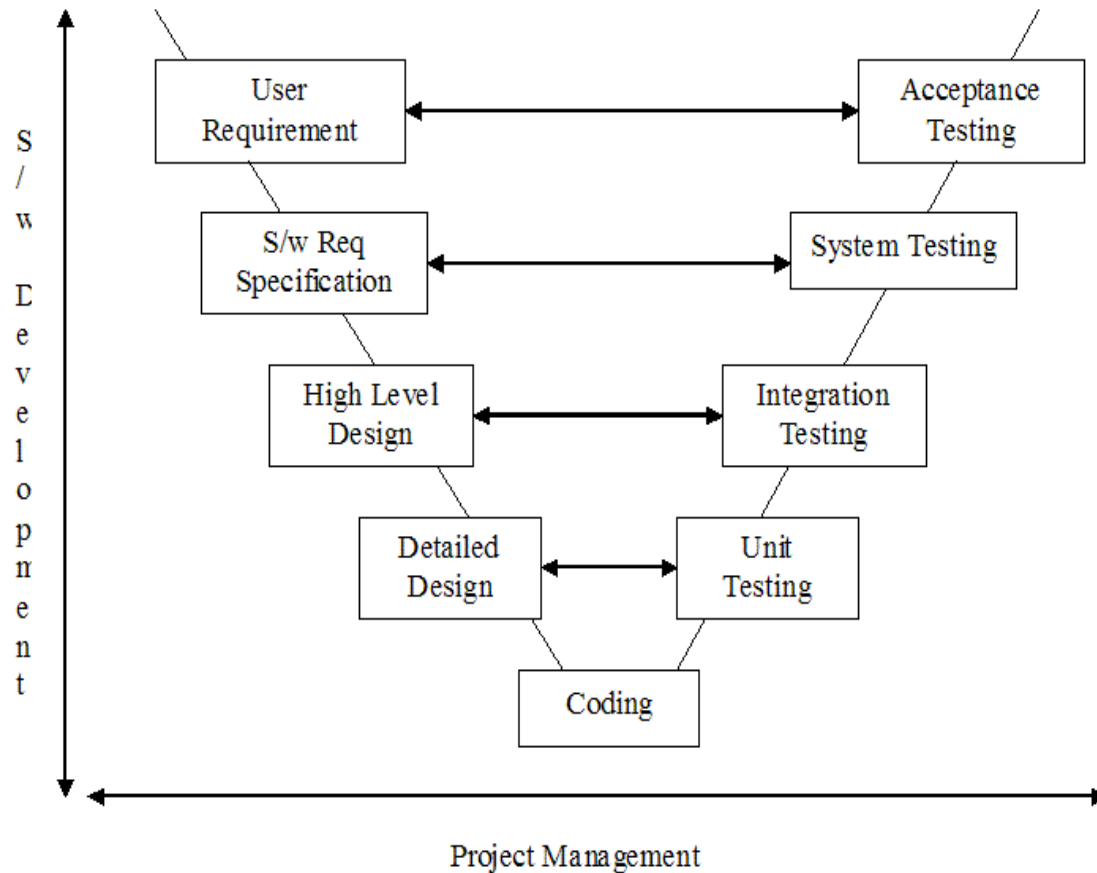 User
Requirement
Acceptance
Testing
S/w Req
Specification
System Testing
High Level
Design
Integration
Testing
Detailed
Design
Unit
Testing
Coding
S/w Development
Project Management